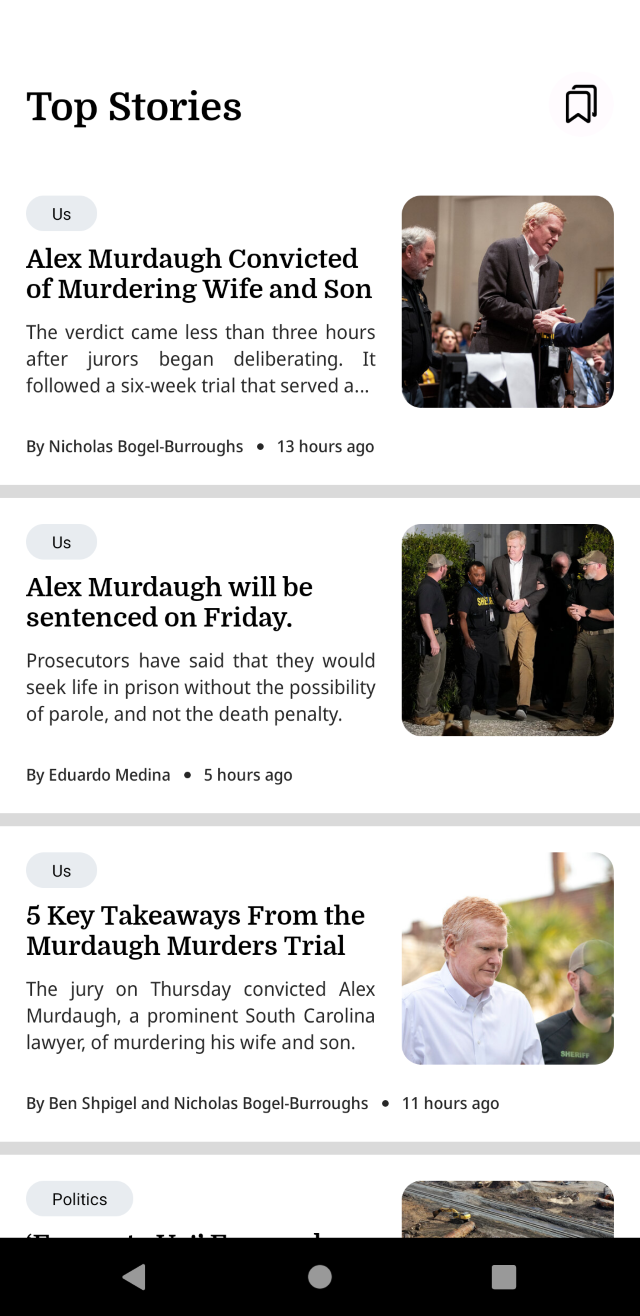 Top Stories
Us
Alex Murdaugh Convicted
of Murdering Wife and Son
The verdict came less than three hours
after jurors began deliberating. It
followed a six-week trial that served a...
By Nicholas Bogel-Burroughs • 13 hours ago
Us
Alex Murdaugh will be
sentenced on Friday.
Prosecutors have said that they would
seek life in prison without the possibility
of parole, and not the death penalty.
By Eduardo Medina • 5 hours ago
SHERIFF
Us
5 Key Takeaways From the
Murdaugh Murders Trial
The jury on Thursday convicted Alex
Murdaugh, a prominent South Carolina
lawyer, of murdering his wife and son.
By Ben Shpigel and Nicholas Bogel-Burroughs • 11 hours ago
SHERIFF
Politics